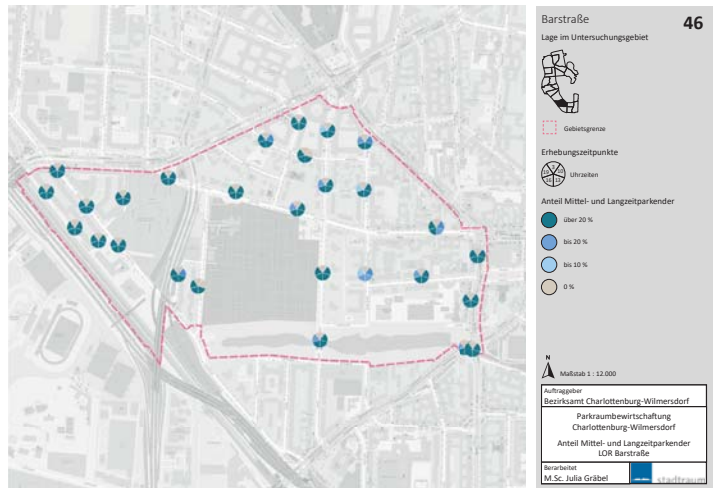 Barstraße
46
Lage im Untersuchungsgebiet
Gebietsgrenze
Erhebungszeitpunkte
Uhrzeiten
Anteil Mittel- und Langzeitparkender
über 20 %
bis 20 %
bis 10 %
0 %
N
Maßstab 1 : 12.000
Auftraggeber
Bezirksamt Charlottenburg-Wilmersdorf
Parkraumbewirtschaftung
Charlottenburg-Wilmersdorf
Anteil Mittel- und Langzeitparkender
LOR Barstraße
Berarbeitet
M.Sc. Julia Gräbel
stadtraum